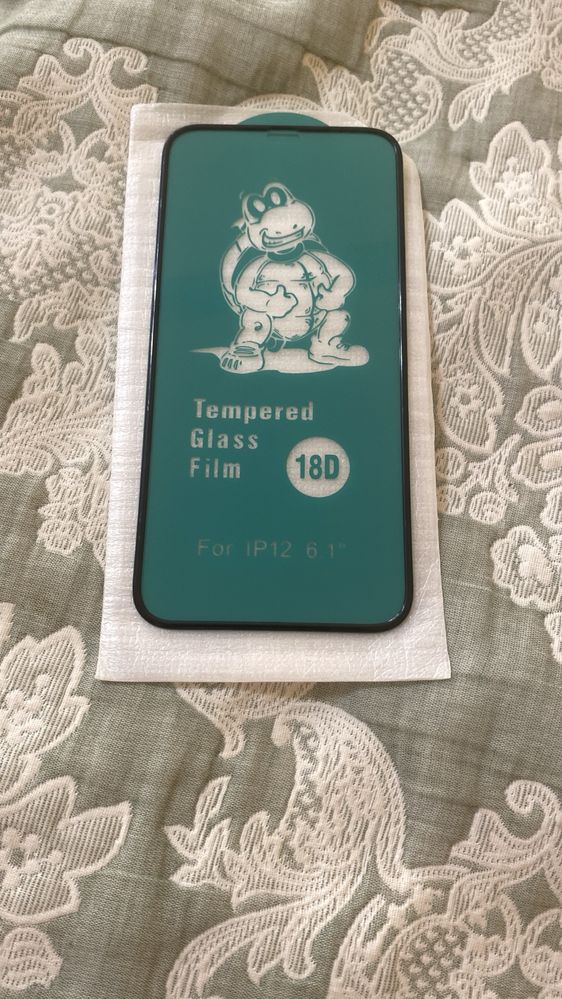 Tempered
Glass
Film
18D
For IP12 6.1"